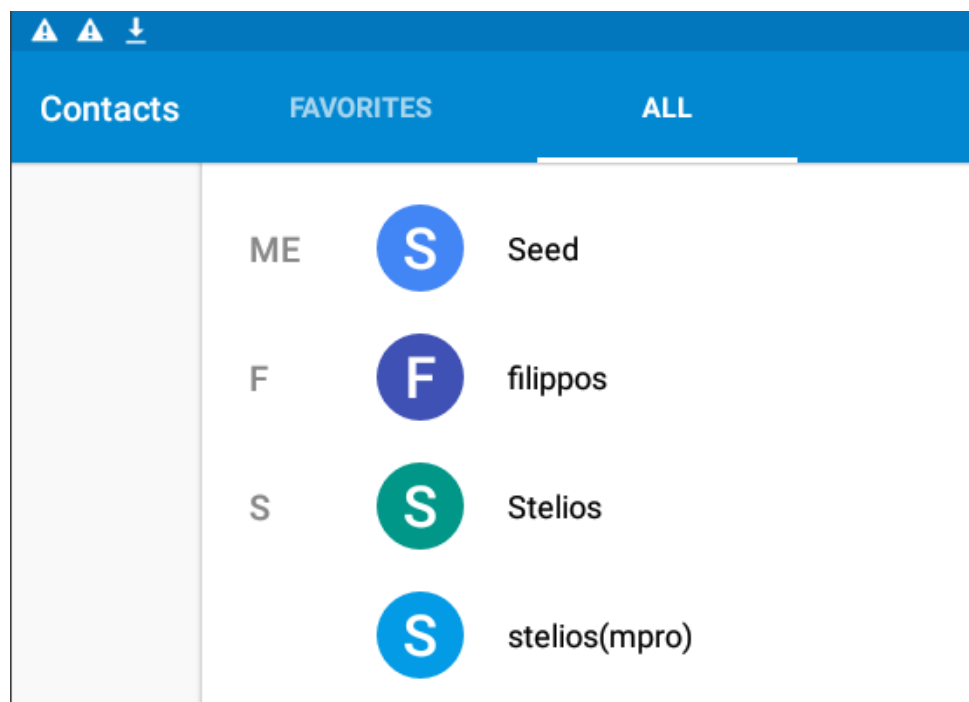 Contacts FAVORITES ALL
ME S Seed
F F filippos
S S Stelios
S stelios(mpro)